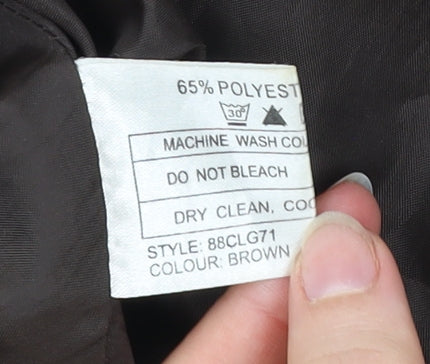 65% POLYEST
30°
MACHINE WASH COL
DO NOT BLEACH
DRY CLEAN, COO
STYLE: 88CLG71
COLOUR: BROWN